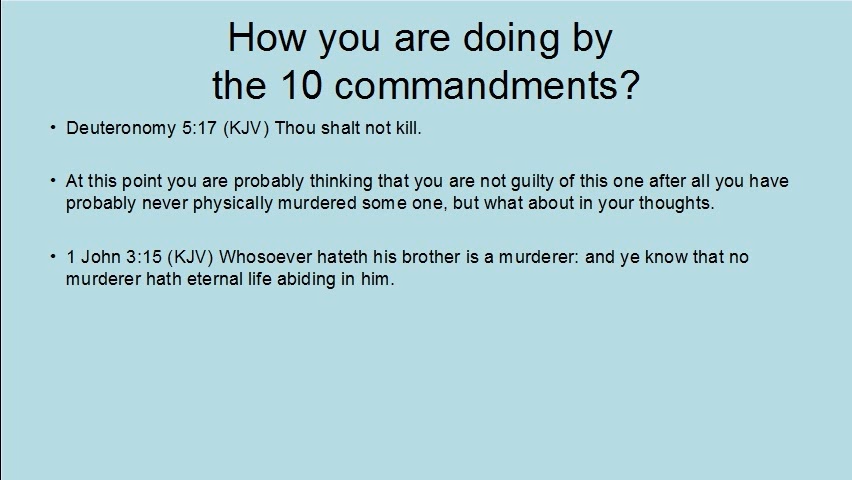 How you are doing by
the 10 commandments?
• Deuteronomy 5:17 (KJV) Thou shalt not kill.
• At this point you are probably thinking that you are not guilty of this one after all you have
probably never physically murdered some one, but what about in your thoughts.
• 1 John 3:15 (KJV) Whosoever hateth his brother is a murderer: and ye know that no
murderer hath eternal life abiding in him.